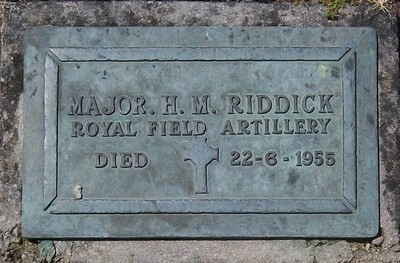 MAJOR. H. M. RIDDICK
ROYAL FIELD ARTILLERY
DIED 22-6-1955